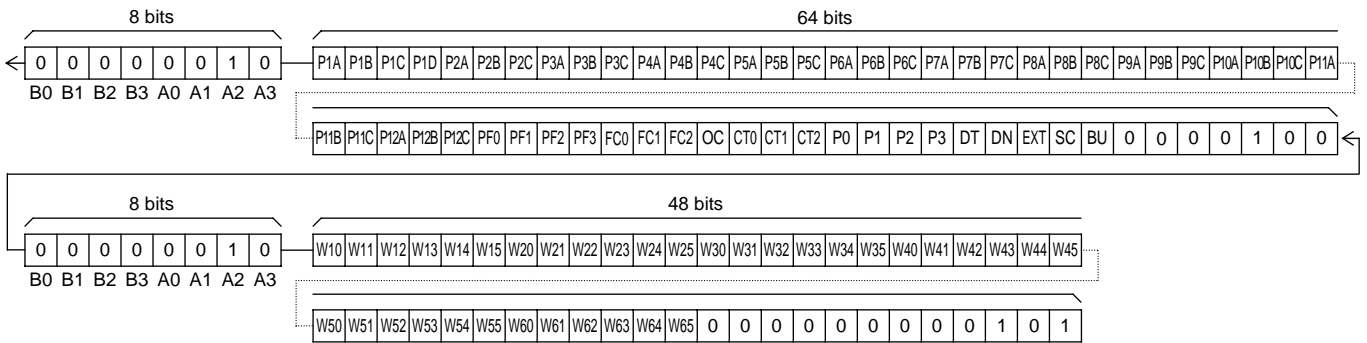 8 bits 64 bits
0 0 0 0 0 0 1 0 P1A P1B P1C P1D P2A P2B P2C P3A P3B P3C P4A P4B P4C P5A P5B P5C P6A P6B P6C P7A P7B P7C P8A P8B P8C P9A P9B P9C P10A P10B P10C P11A
B0 B1 B2 B3 A0 A1 A2 A3
P11B P11C P12A P12B P12C PF0 PF1 PF2 PF3 FC0 FC1 FC2 OC CT0 CT1 CT2 P0 P1 P2 P3 DT DN EXT SC BU 0 0 0 0 1 0 0
8 bits 48 bits
0 0 0 0 0 0 1 0 W10 W11 W12 W13 W14 W15 W20 W21 W22 W23 W24 W25 W30 W31 W32 W33 W34 W35 W40 W41 W42 W43 W44 W45
B0 B1 B2 B3 A0 A1 A2 A3
W50 W51 W52 W53 W54 W55 W60 W61 W62 W63 W64 W65 0 0 0 0 0 0 0 0 0 1 0 1